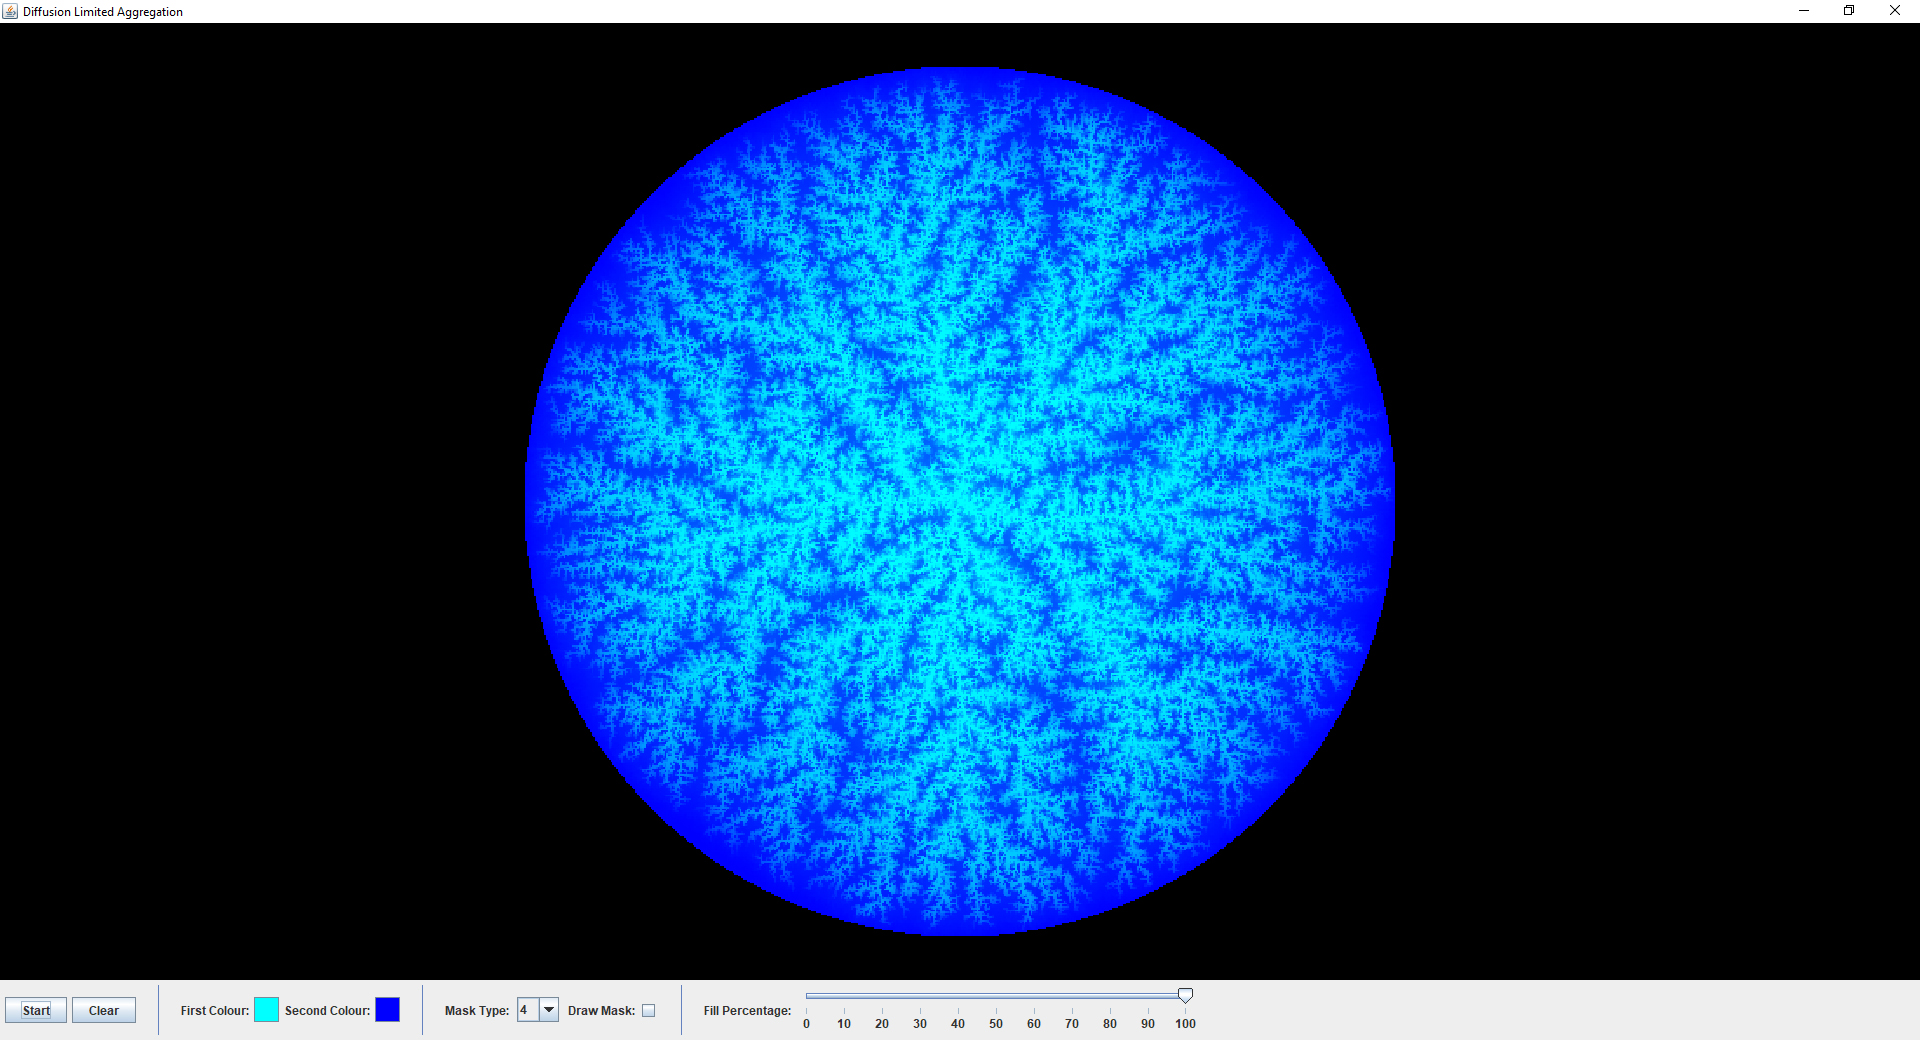 Diffusion Limited Aggregation
Start Clear First Colour: Second Colour: Mask Type: 4 Draw Mask: Fill Percentage:
0 10 20 30 40 50 60 70 80 90 100